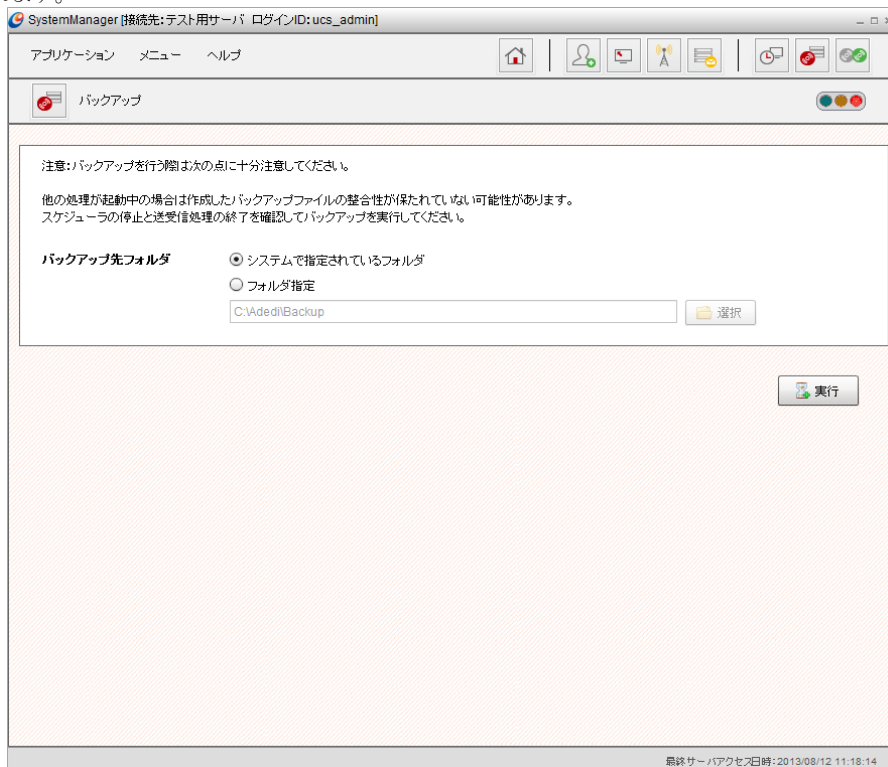 SystemManager [接続先:テスト用サーバ ログインID:ucs_admin]
アプリケーション メニュー ヘルプ
バックアップ
注意:バックアップを行う際は次の点に十分注意してください。
他の処理が起動中の場合は作成したバックアップファイルの整合性が保たれていない可能性があります。
スケジューラの停止と送受信処理の終了を確認してバックアップを実行してください。
バックアップ先フォルダ
システムで指定されているフォルダ
フォルダ指定
C:\Adedi\Backup
選択
実行
最終サーバアクセス日時:2013/08/12 11:18:14